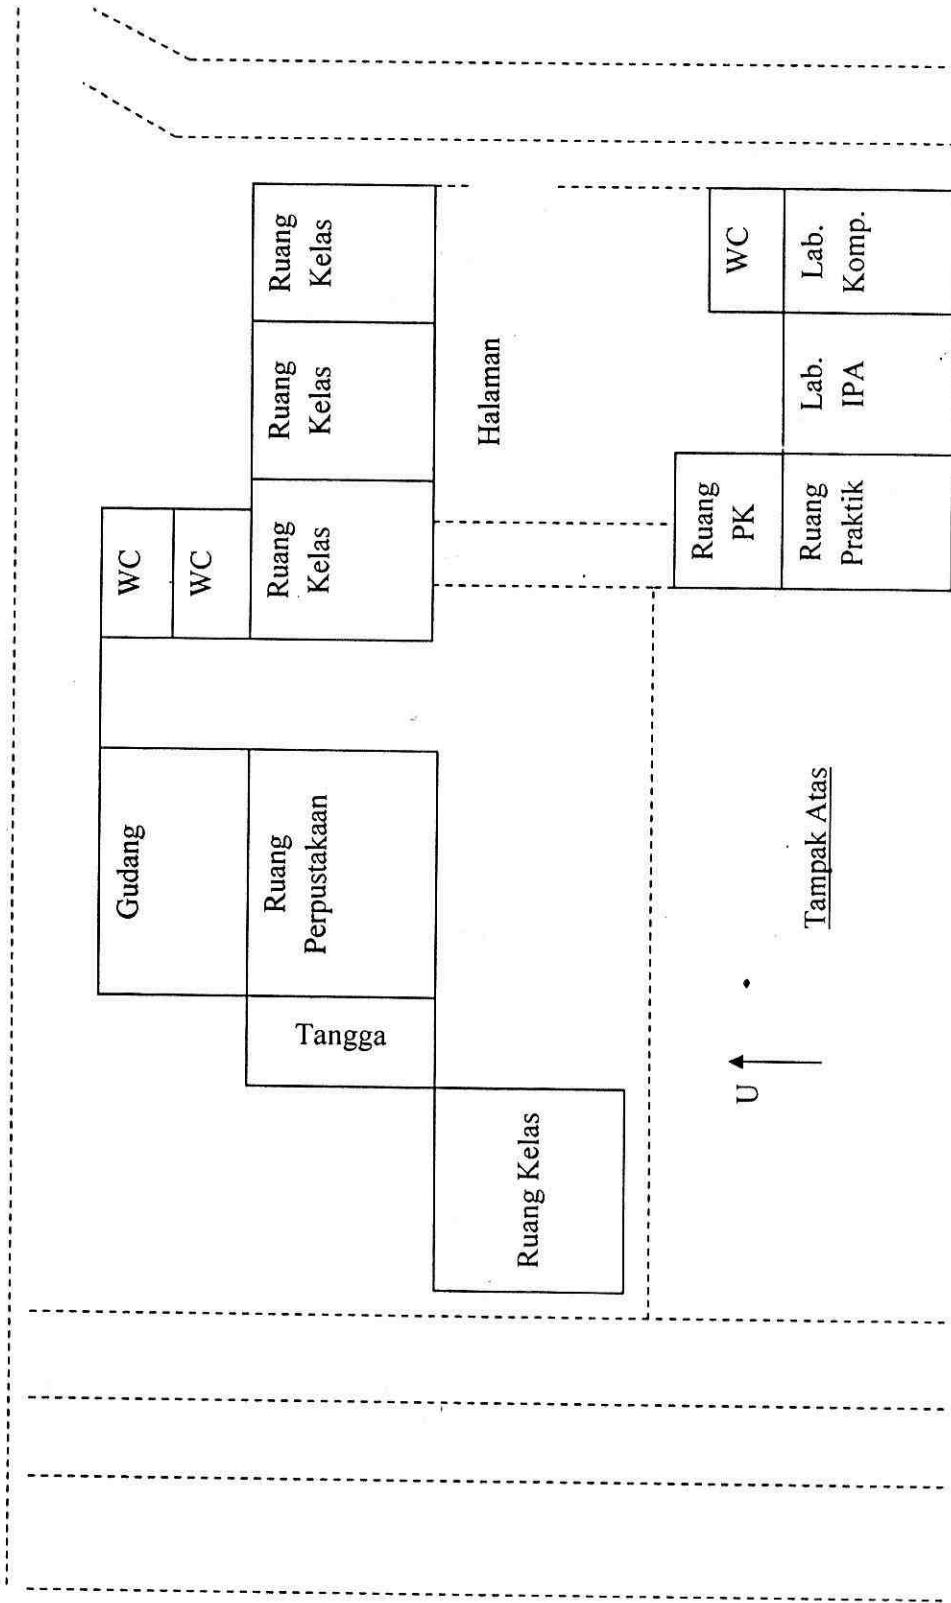 Gudang
WC
WC
Ruang
Perpustakaan
Ruang
Kelas
Ruang
Kelas
Ruang
Kelas
Tangga
Halaman
Ruang Kelas
Ruang
PK
WC
U
Tampak Atas
Ruang
Praktik
Lab.
IPA
Lab.
Komp.